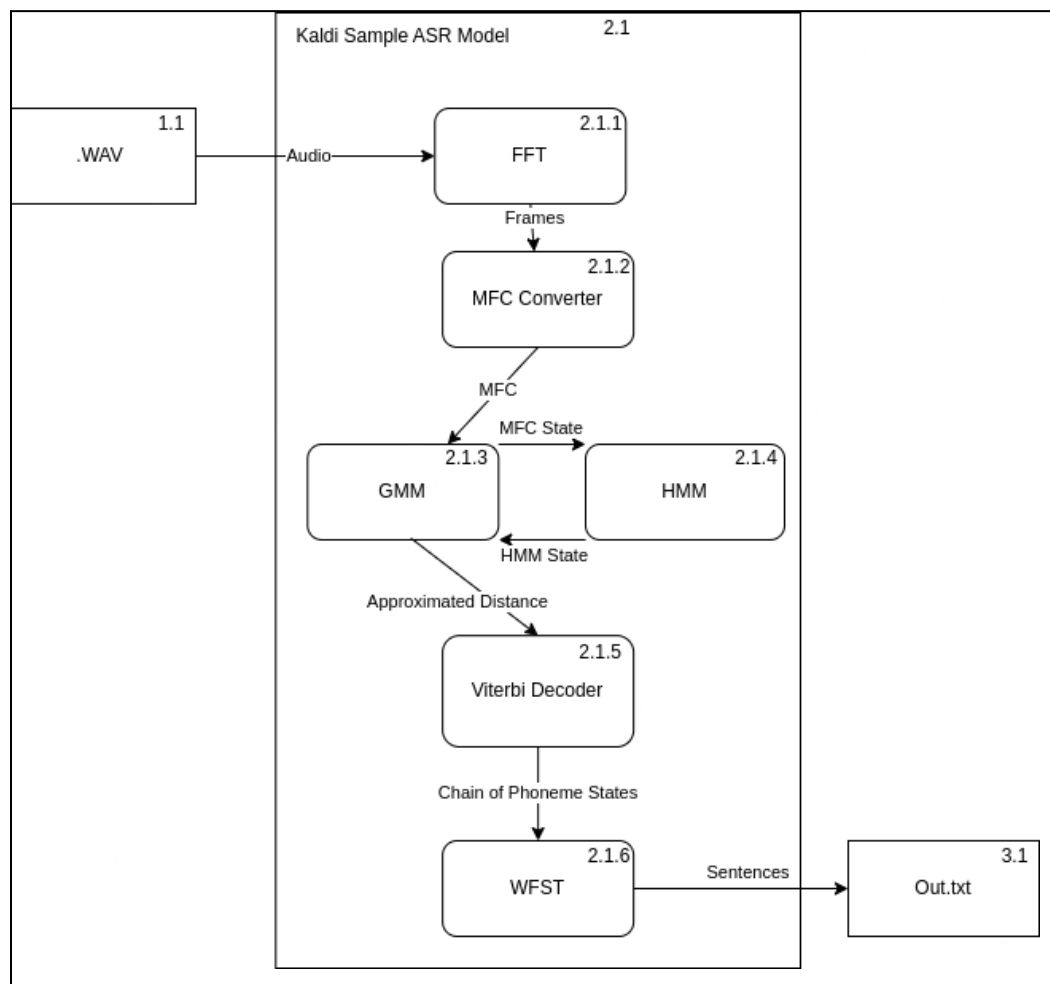 Kaldi Sample ASR Model
2.1
1.1
.WAV
Audio
2.1.1
FFT
Frames
2.1.2
MFC Converter
MFC
MFC State
2.1.3
GMM
2.1.4
HMM
HMM State
Approximated Distance
2.1.5
Viterbi Decoder
Chain of Phoneme States
2.1.6
WFST
Sentences
3.1
Out.txt